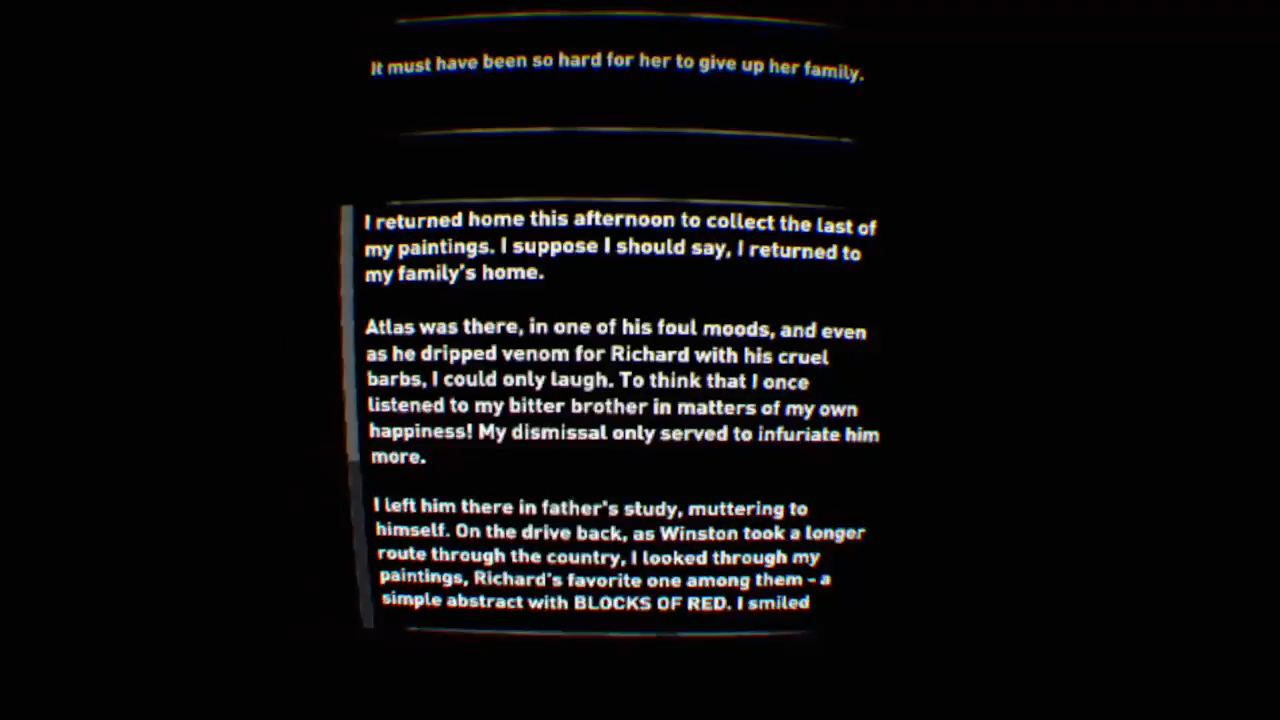 It must have been so hard for her to give up her family.
I returned home this afternoon to collect the last of
my paintings. I suppose I should say, I returned to
my family's home.
Atlas was there, in one of his foul moods, and even
as he dripped venom for Richard with his cruel
barbs, I could only laugh. To think that I once
listened to my bitter brother in matters of my own
happiness! My dismissal only served to infuriate him
more.
I left him there in father's study, muttering to
himself. On the drive back, as Winston took a longer
route through the country, I looked through my
paintings, Richard's favorite one among them - a
simple abstract with BLOCKS OF RED. I smiled